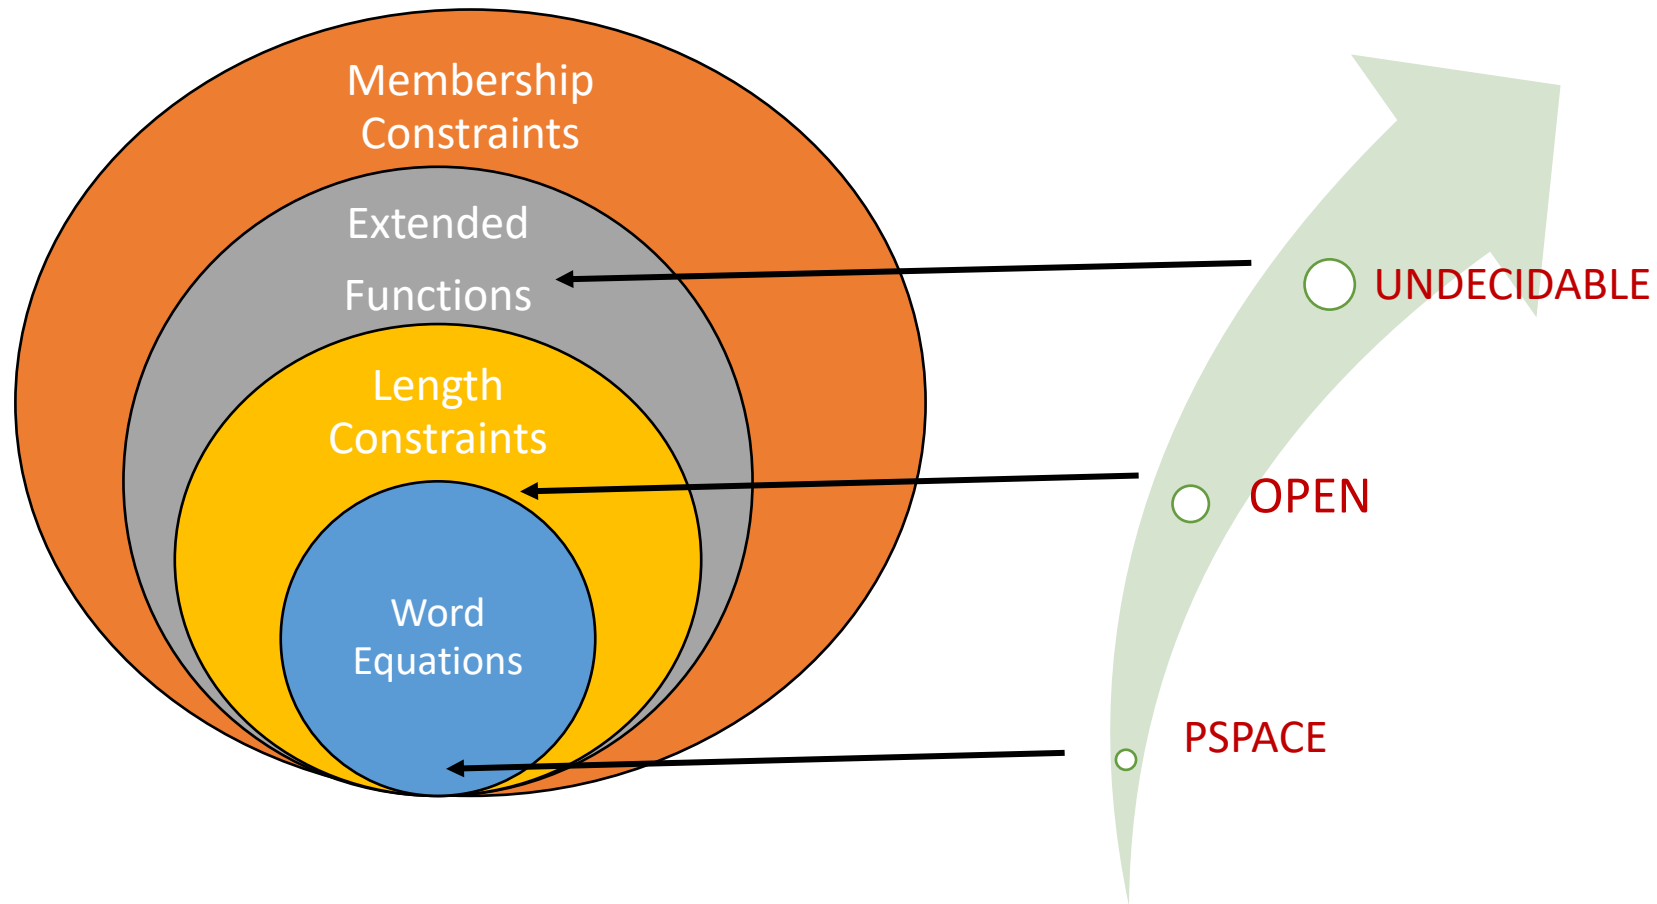 Membership
Constraints
Extended
Functions
Length
Constraints
Word
Equations
UNDECIDABLE
OPEN
PSPACE